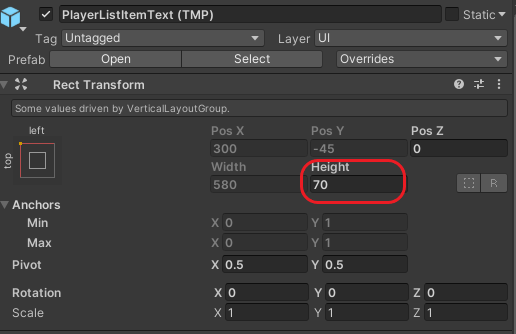 PlayerListItemText (TMP) Static
Tag Untagged Layer UI
Prefab Open Select Overrides
Rect Transform
Some values driven by VerticalLayoutGroup.
left
top
Pos X Pos Y Pos Z
300 -45 0
Width Height
580 70
R
Anchors
Min X 0 Y 1
Max X 0 Y 1
Pivot X 0.5 Y 0.5
Rotation X 0 Y 0 Z 0
Scale X 1 Y 1 Z 1